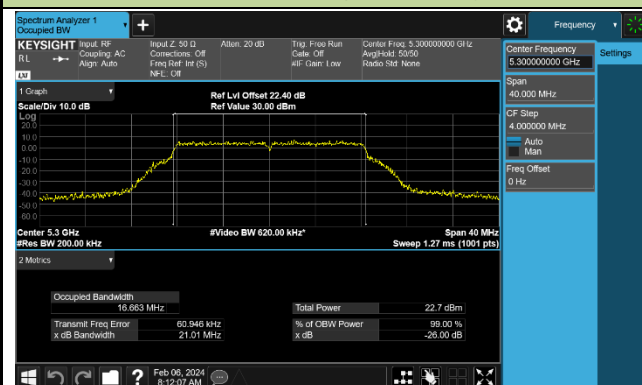 Spectrum Analyzer 1
Occupied BW
Frequency
KEYSIGHT Input: RF
RL Coupling: AC
Align: Auto
Input Z: 50 Ω
Corrections: Off
Freq Ref: Int (S)
NFE: Off
Atten: 20 dB
Trig: Free Run
Gate: Off
#IF Gain: Low
Center Freq: 5.300000000 GHz
Avg|Hold: 50/50
Radio Std: None
LXI
Center Frequency
5.300000000 GHz
Settings
Span
40.000 MHz
CF Step
4.000000 MHz
Auto
Man
Freq Offset
0 Hz
1 Graph
Scale/Div 10.0 dB
Ref Lvl Offset 22.40 dB
Ref Value 30.00 dBm
Log
20.0
10.0
0.00
-10.0
-20.0
-30.0
-40.0
-50.0
-60.0
Center 5.3 GHz
#Res BW 200.00 kHz
#Video BW 620.00 kHz*
Span 40 MHz
Sweep 1.27 ms (1001 pts)
2 Metrics
Occupied Bandwidth
16.663 MHz
Total Power 22.7 dBm
Transmit Freq Error 60.946 kHz
% of OBW Power 99.00 %
x dB Bandwidth 21.01 MHz
x dB -26.00 dB
?
Feb 06, 2024
8:12:07 AM